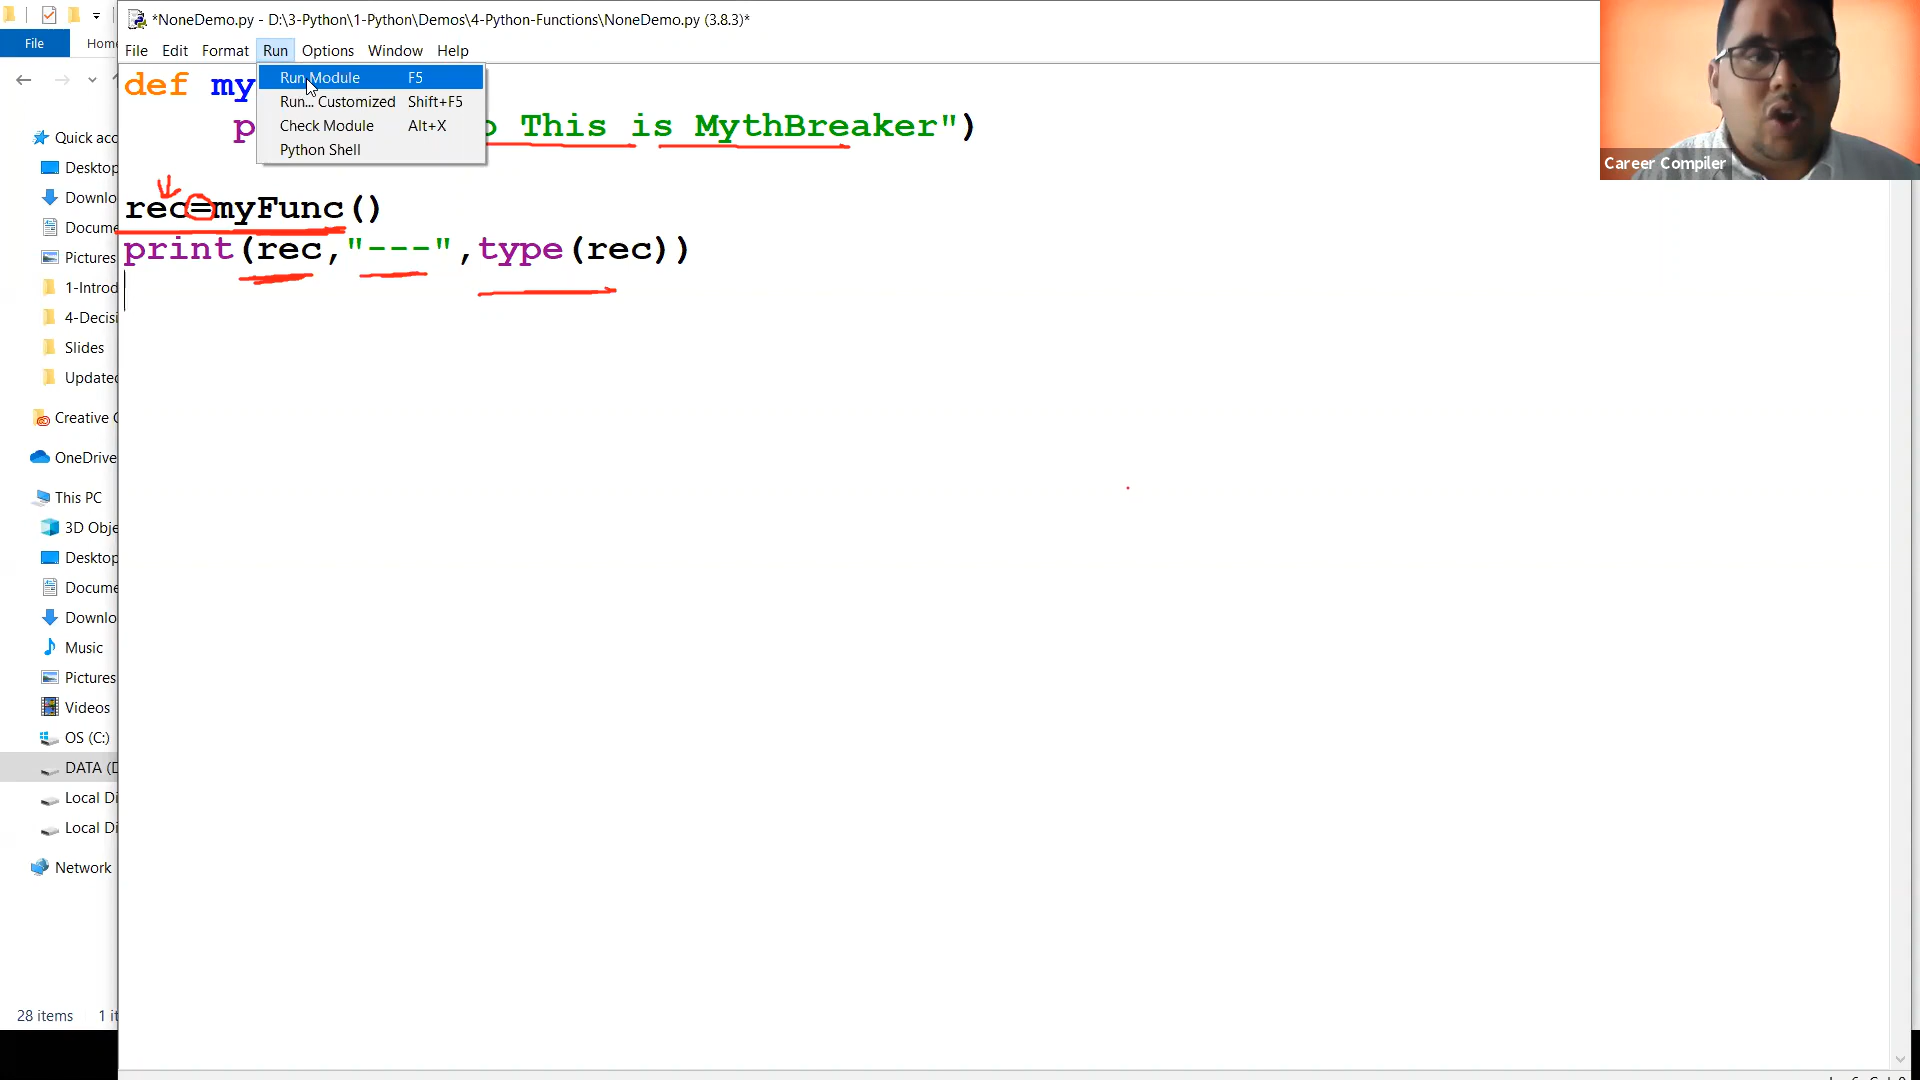 *NoneDemo.py - D:\3-Python\1-Python\Demos\4-Python-Functions\NoneDemo.py (3.8.3)*
File
Home
File Edit Format Run Options Window Help
Run Module F5
Run... Customized Shift+F5
Check Module Alt+X
Python Shell
def my
p o This is MythBreaker")
rec=myFunc()
print(rec,"---",type(rec))
Career Compiler
Quick acc
Desktop
Downlo
Docume
Pictures
1-Introd
4-Decisi
Slides
Updated
Creative C
OneDrive
This PC
3D Obje
Desktop
Docume
Downlo
Music
Pictures
Videos
OS (C:)
DATA (D
Local Di
Local Di
Network
28 items 1 it